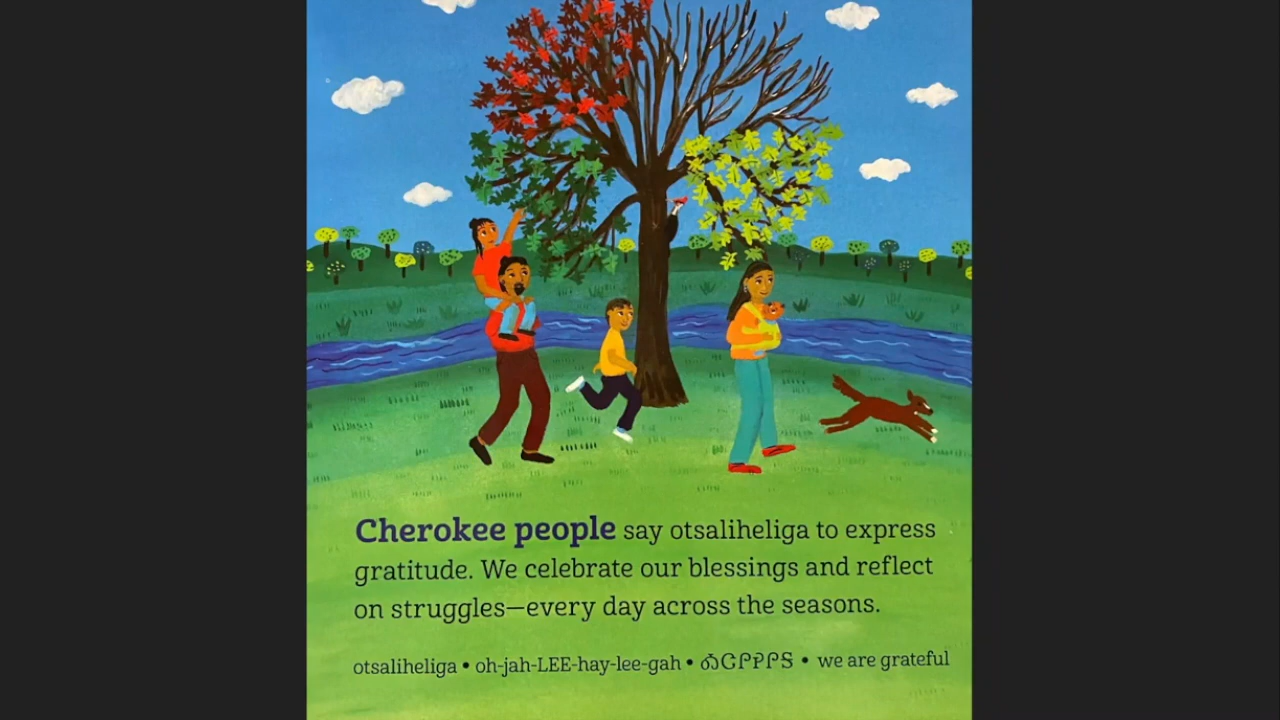 Cherokee people say otsaliheliga to express
gratitude. We celebrate our blessings and reflect
on struggles—every day across the seasons.
otsaliheliga • oh-jah-LEE-hay-lee-gah • ᎣᏣᎵᎮᎵᎦ • we are grateful